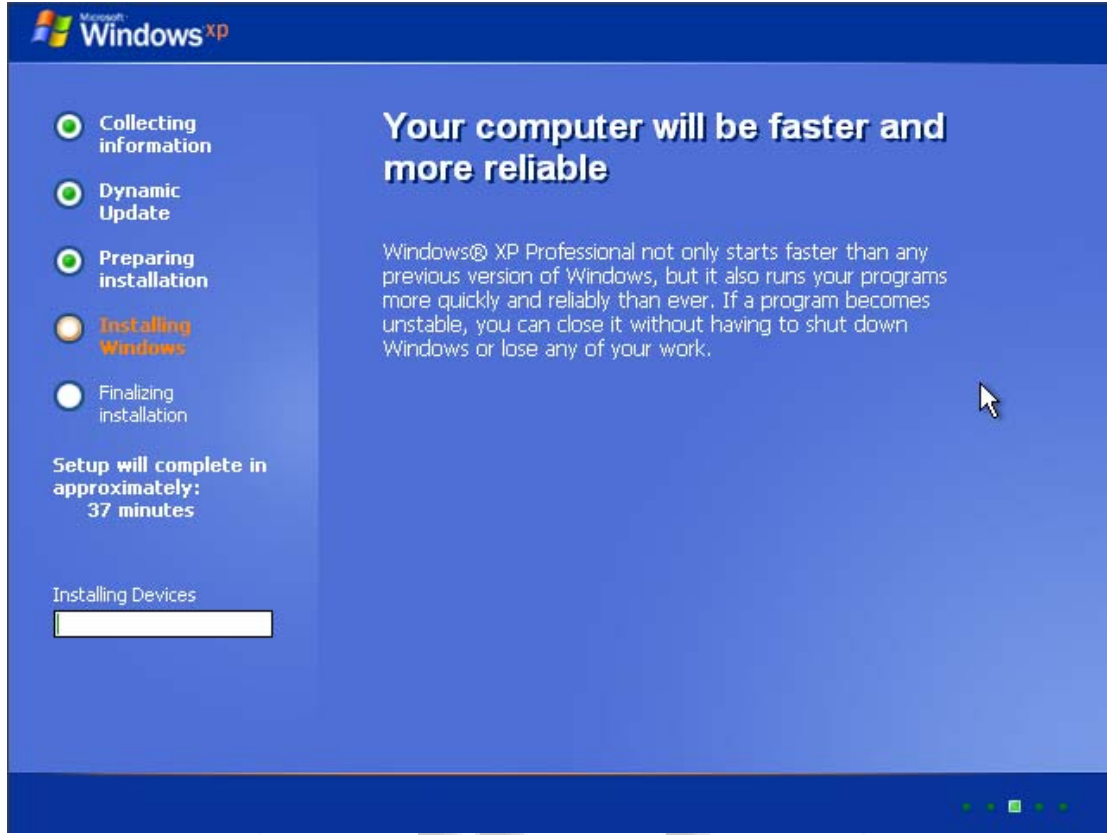 Microsoft
Windows xp
Collecting
information
Dynamic
Update
Preparing
installation
Installing
Windows
Finalizing
installation
Setup will complete in
approximately:
37 minutes
Installing Devices
Your computer will be faster and
more reliable
Windows® XP Professional not only starts faster than any
previous version of Windows, but it also runs your programs
more quickly and reliably than ever. If a program becomes
unstable, you can close it without having to shut down
Windows or lose any of your work.